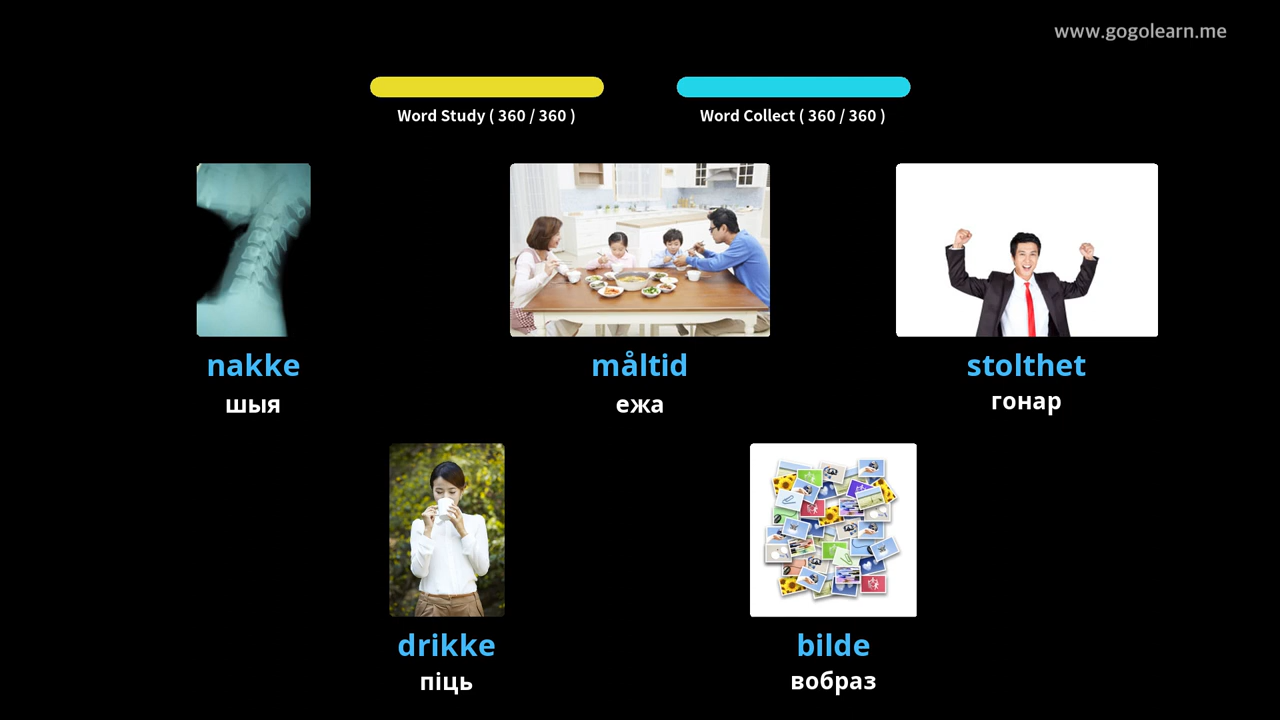 www.gogolearn.me
Word Study ( 360 / 360 )
Word Collect ( 360 / 360 )
nakke
шыя
måltid
ежа
stolthet
гонар
drikke
піць
bilde
вобраз